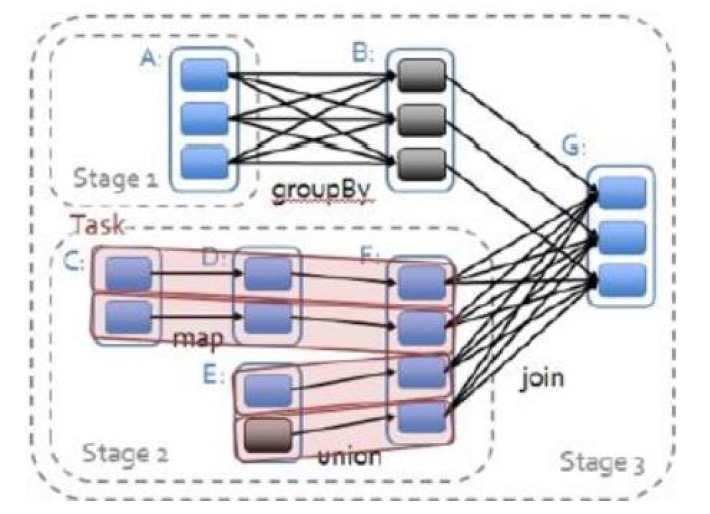 A:
B:
G:
Stage 1
groupBy
Task
C:
D:
F:
map
E:
join
Stage 2
union
Stage 3